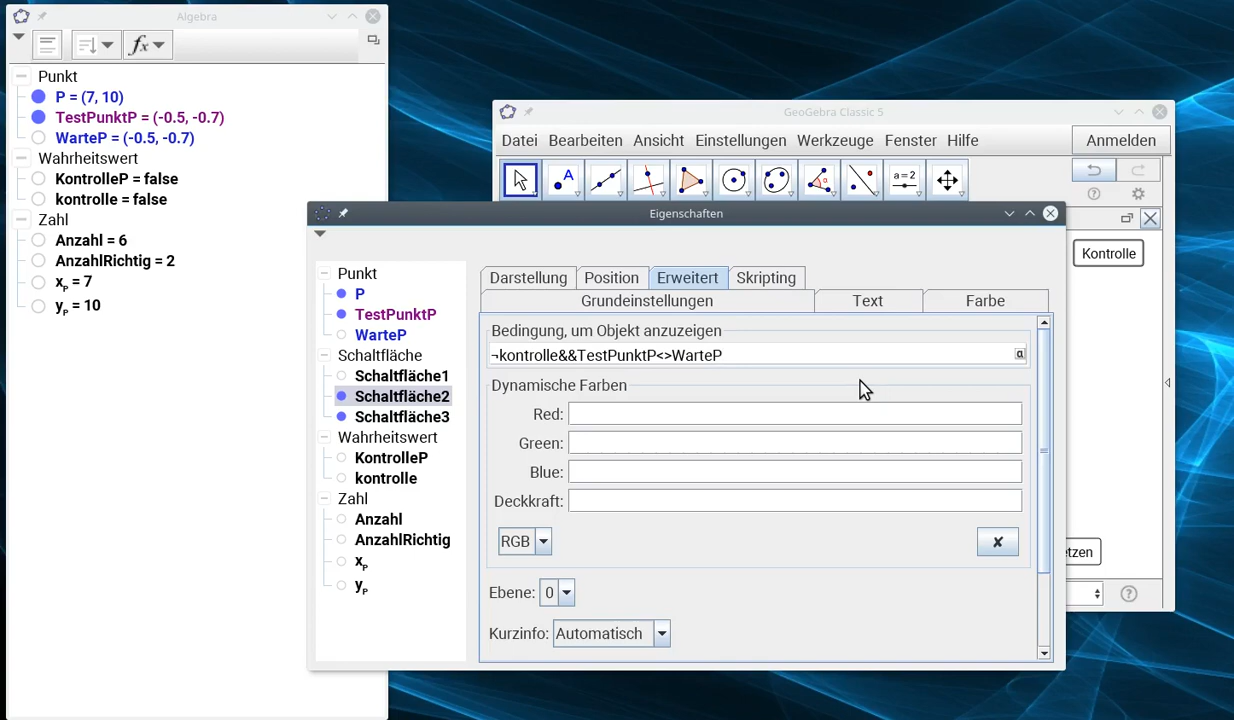 Algebra
fx
Punkt
P = (7, 10)
TestPunktP = (-0.5, -0.7)
WarteP = (-0.5, -0.7)
Wahrheitswert
KontrolleP = false
kontrolle = false
Zahl
Anzahl = 6
AnzahlRichtig = 2
xP = 7
yP = 10
GeoGebra Classic 5
Datei Bearbeiten Ansicht Einstellungen Werkzeuge Fenster Hilfe
Anmelden
A
a=2
Kontrolle
etzen
Eigenschaften
Punkt
P
TestPunktP
WarteP
Schaltfläche
Schaltfläche1
Schaltfläche2
Schaltfläche3
Wahrheitswert
KontrolleP
kontrolle
Zahl
Anzahl
AnzahlRichtig
xP
yP
Darstellung Position Erweitert Skripting
Grundeinstellungen Text Farbe
Bedingung, um Objekt anzuzeigen
¬kontrolle&&TestPunktP<>WarteP
α
Dynamische Farben
Red:
Green:
Blue:
Deckkraft:
RGB
Ebene: 0
Kurzinfo: Automatisch